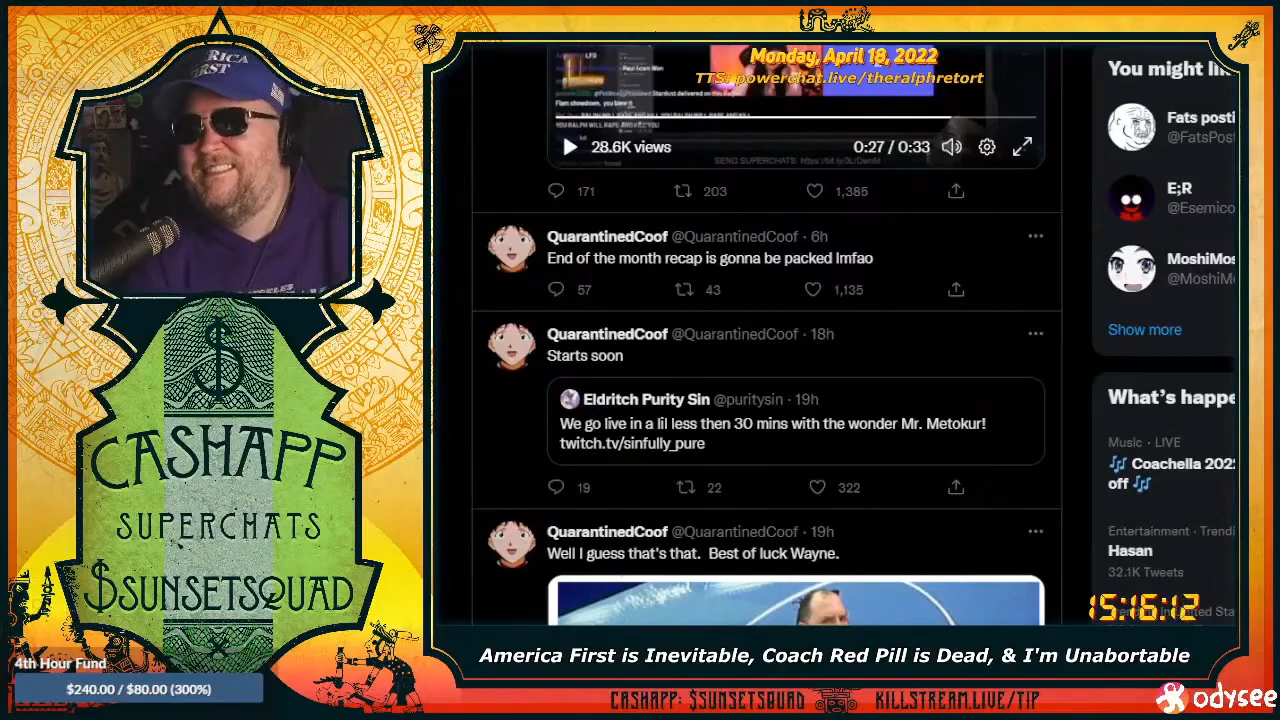 AMERICA
FIRST
Monday, April 18, 2022
TTS: powerchat.live/theralphretort
28.6K views
0:27 / 0:33
SEND SUPERCHATS:
171
203
1,385
QuarantinedCoof @QuarantinedCoof · 6h
End of the month recap is gonna be packed lmfao
57
43
1,135
QuarantinedCoof @QuarantinedCoof · 18h
Starts soon
Eldritch Purity Sin @puritysin · 19h
We go live in a lil less then 30 mins with the wonder Mr. Metokur!
twitch.tv/sinfully_pure
19
22
322
QuarantinedCoof @QuarantinedCoof · 19h
Well I guess that's that. Best of luck Wayne.
You might lik
Fats posti
@FatsPost
E;R
@Esemico
MoshiMos
@MoshiM
Show more
What's happe
Music · LIVE
Coachella 202
off
Entertainment · Trendi
Hasan
32.1K Tweets
15:16:12
$
CASHAPP
SUPERCHATS
$SUNSETSQUAD
4th Hour Fund
$240.00 / $80.00 (300%)
America First is Inevitable, Coach Red Pill is Dead, & I'm Unabortable
CASHAPP: $SUNSETSQUAD
KILLSTREAM.LIVE/TIP
odysee